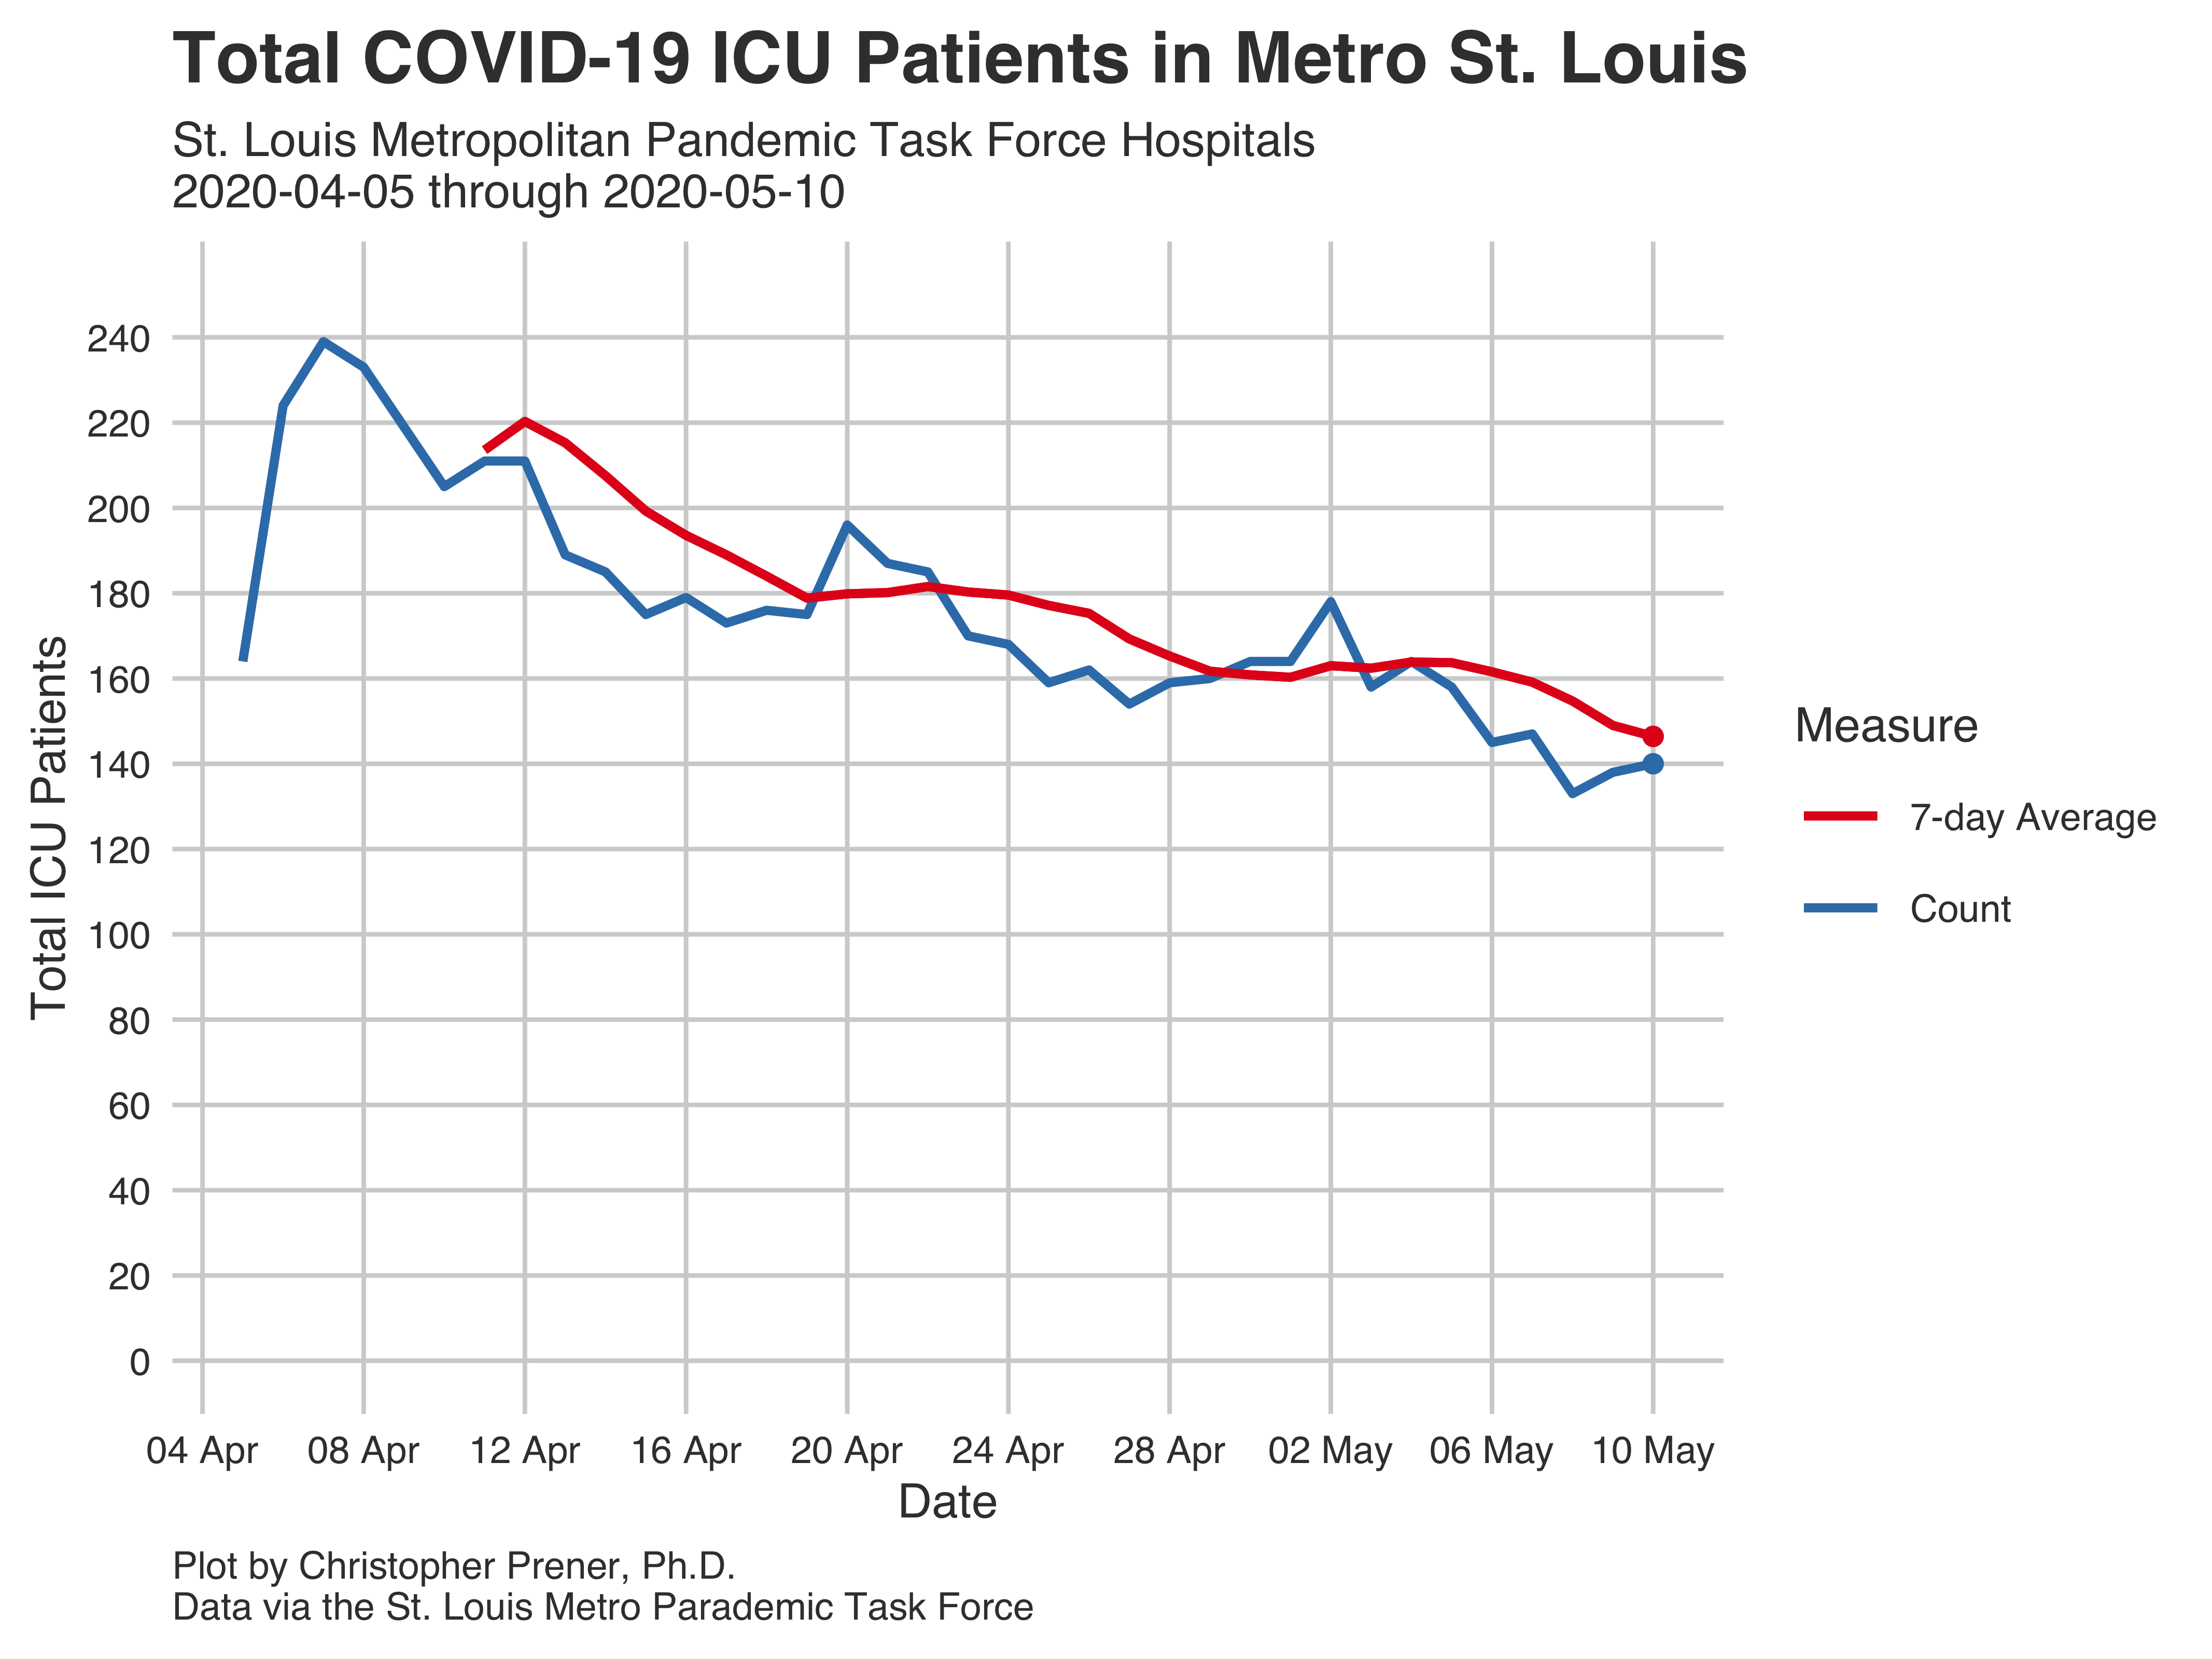 Total COVID-19 ICU Patients in Metro St. Louis
St. Louis Metropolitan Pandemic Task Force Hospitals
2020-04-05 through 2020-05-10
Total ICU Patients
240
220
200
180
160
140
120
100
80
60
40
20
0
04 Apr
08 Apr
12 Apr
16 Apr
20 Apr
24 Apr
28 Apr
02 May
06 May
10 May
Date
Measure
7-day Average
Count
Plot by Christopher Prener, Ph.D.
Data via the St. Louis Metro Parademic Task Force